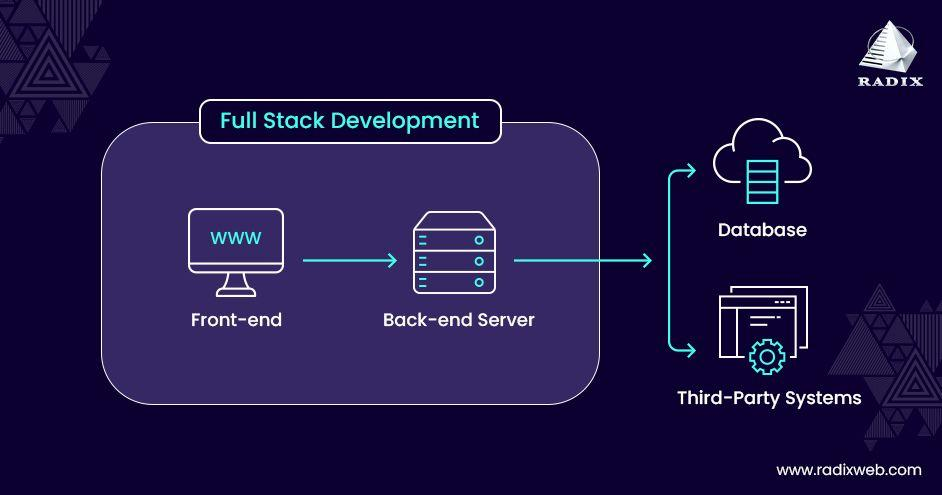 RADIX
Full Stack Development
www
Database
Front-end
Back-end Server
Third-Party Systems
www.radixweb.com